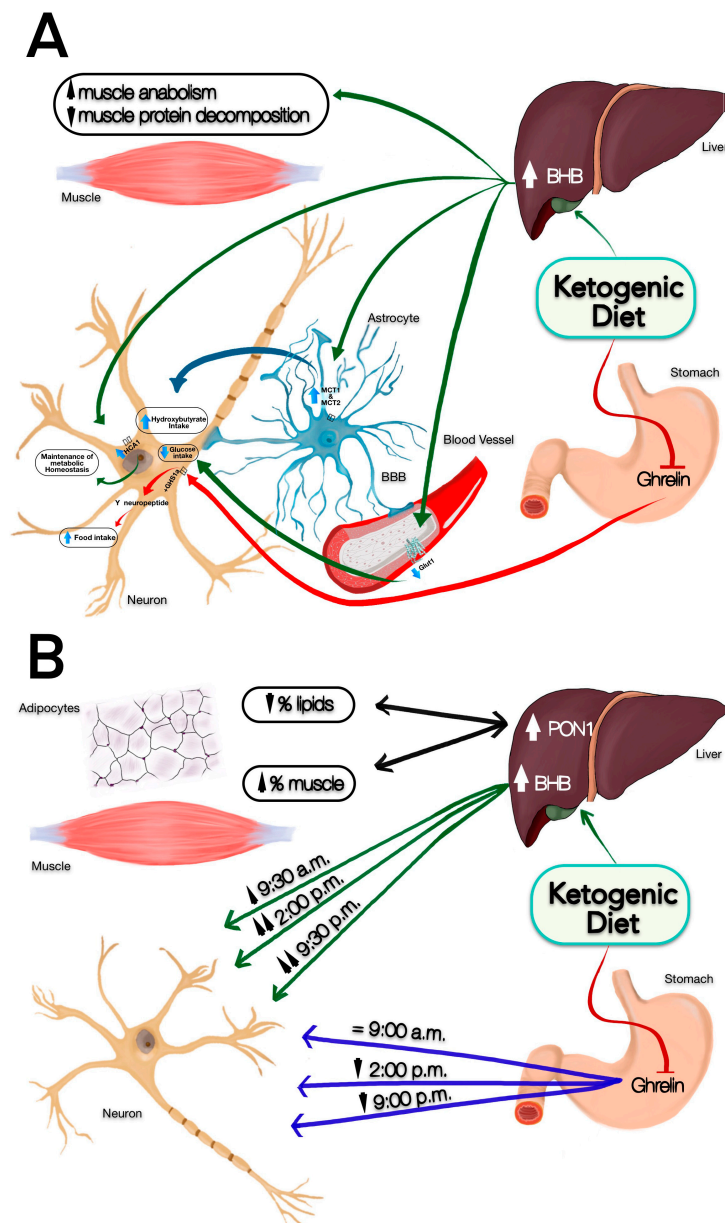 A
muscle anabolism
muscle protein decomposition
Muscle
BHB
Liver
Ketogenic
Diet
Astrocyte
Stomach
MCT1
&
MCT2
Hydroxybutyrate
Intake
HCA1
Glucose
intake
Maintenance of
metabolic
Homeostasis
+GHS1a
Y neuropeptide
Food intake
Neuron
BBB
Blood Vessel
Glut1
Ghrelin
B
Adipocytes
% lipids
PON1
Liver
BHB
% muscle
Muscle
9:30 a.m.
2:00 p.m.
9:30 p.m.
Ketogenic
Diet
Stomach
= 9:00 a.m.
2:00 p.m.
9:00 p.m.
Ghrelin
Neuron